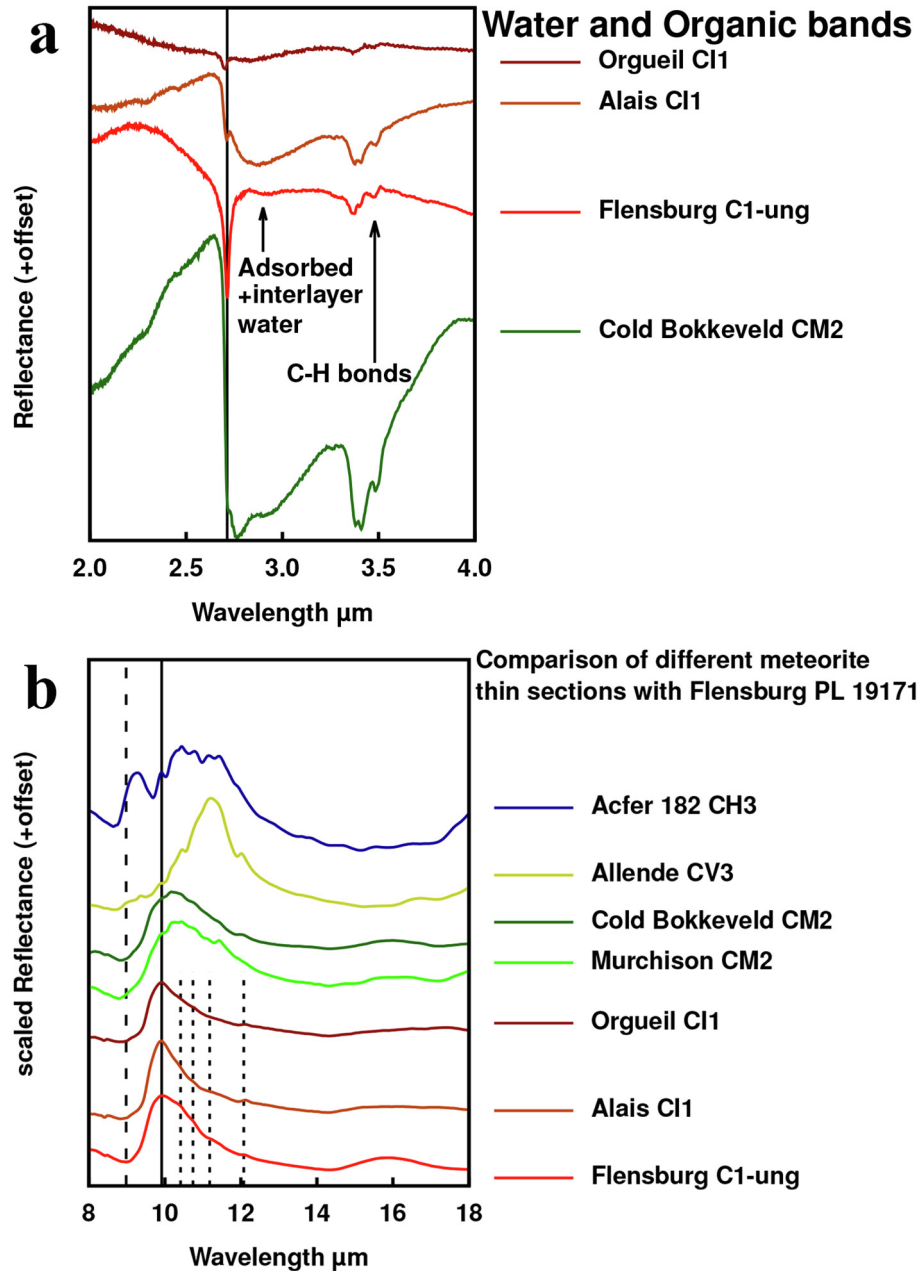 a
Water and Organic bands
Orgueil CI1
Alais CI1
Flensburg C1-ung
Cold Bokkeveld CM2
Adsorbed
+interlayer
water
C-H bonds
Reflectance (+offset)
2.0 2.5 3.0 3.5 4.0
Wavelength µm
b
Comparison of different meteorite
thin sections with Flensburg PL 19171
Acfer 182 CH3
Allende CV3
Cold Bokkeveld CM2
Murchison CM2
Orgueil CI1
Alais CI1
Flensburg C1-ung
scaled Reflectance (+offset)
8 10 12 14 16 18
Wavelength µm